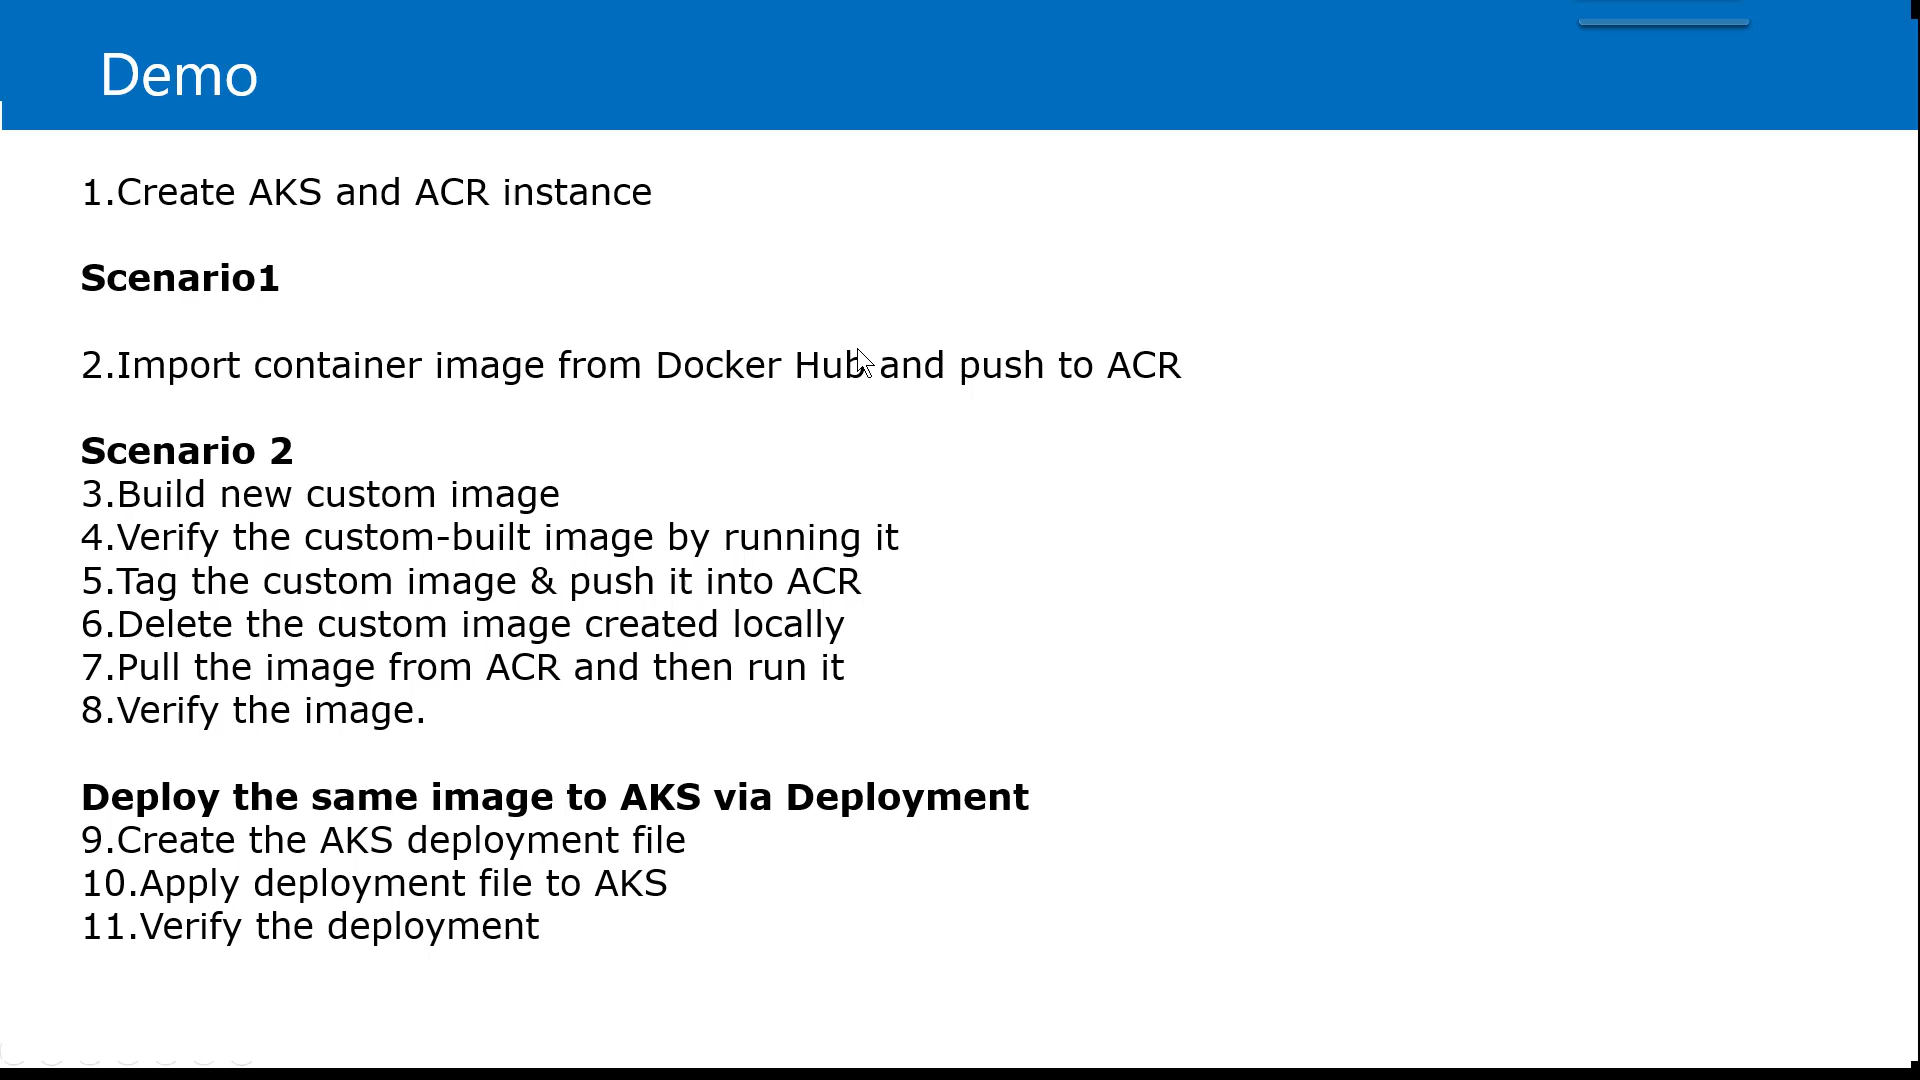 Demo
1.Create AKS and ACR instance
Scenario1
2.Import container image from Docker Hub and push to ACR
Scenario 2
3.Build new custom image
4.Verify the custom-built image by running it
5.Tag the custom image & push it into ACR
6.Delete the custom image created locally
7.Pull the image from ACR and then run it
8.Verify the image.
Deploy the same image to AKS via Deployment
9.Create the AKS deployment file
10.Apply deployment file to AKS
11.Verify the deployment